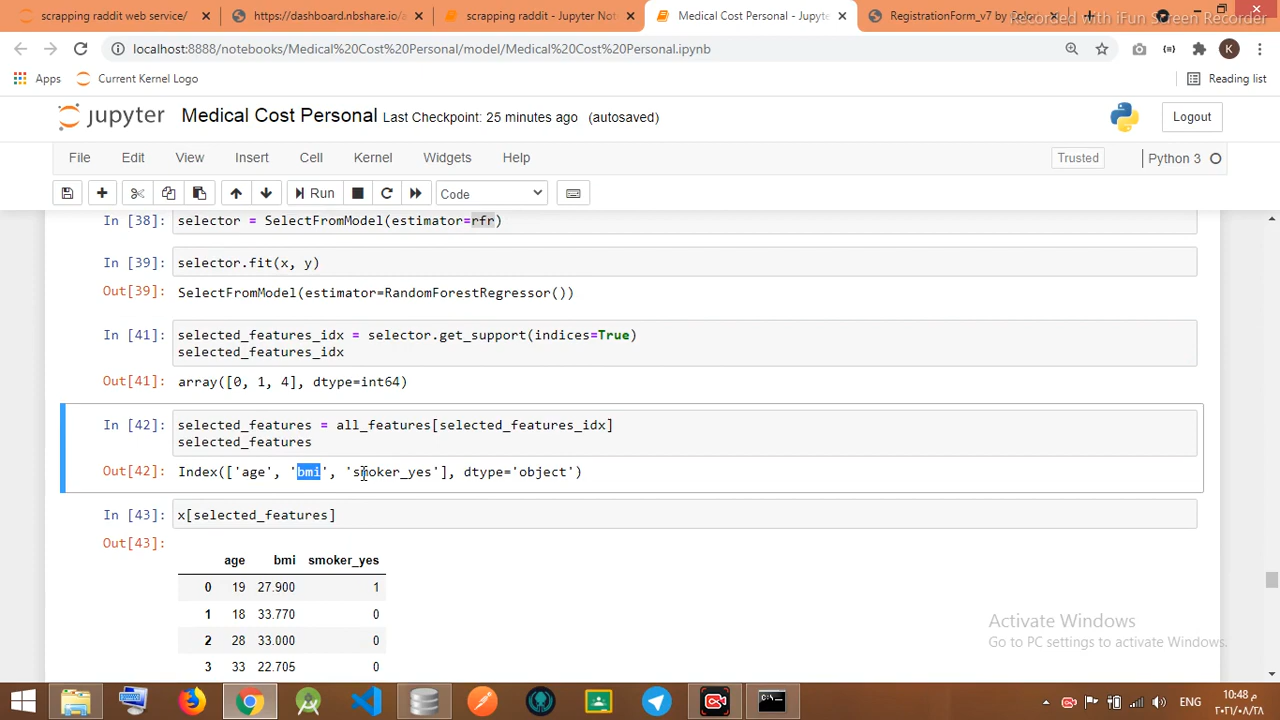 scrapping raddit web service/
https://dashboard.nbshare.io/
scrapping raddit - Jupyter Not
Medical Cost Personal - Jupyte
RegistrationForm_v7 by
Recorded with iFun Screen Recorder
localhost:8888/notebooks/Medical%20Cost%20Personal/model/Medical%20Cost%20Personal.ipynb
K
Apps
Current Kernel Logo
Reading list
jupyter
Medical Cost Personal
Last Checkpoint: 25 minutes ago (autosaved)
Logout
File Edit View Insert Cell Kernel Widgets Help
Trusted
Python 3
Run
Code
In [38]: selector = SelectFromModel(estimator=rfr)
In [39]: selector.fit(x, y)
Out[39]: SelectFromModel(estimator=RandomForestRegressor())
In [41]: selected_features_idx = selector.get_support(indices=True)
selected_features_idx
Out[41]: array([0, 1, 4], dtype=int64)
In [42]: selected_features = all_features[selected_features_idx]
selected_features
Out[42]: Index(['age', 'bmi', 'smoker_yes'], dtype='object')
In [43]: x[selected_features]
Out[43]:
age bmi smoker_yes
0 19 27.900 1
1 18 33.770 0
2 28 33.000 0
3 33 22.705 0
Activate Windows
Go to PC settings to activate Windows.
ENG
10:48 م
٢٠٢١/٠٨/٢٨